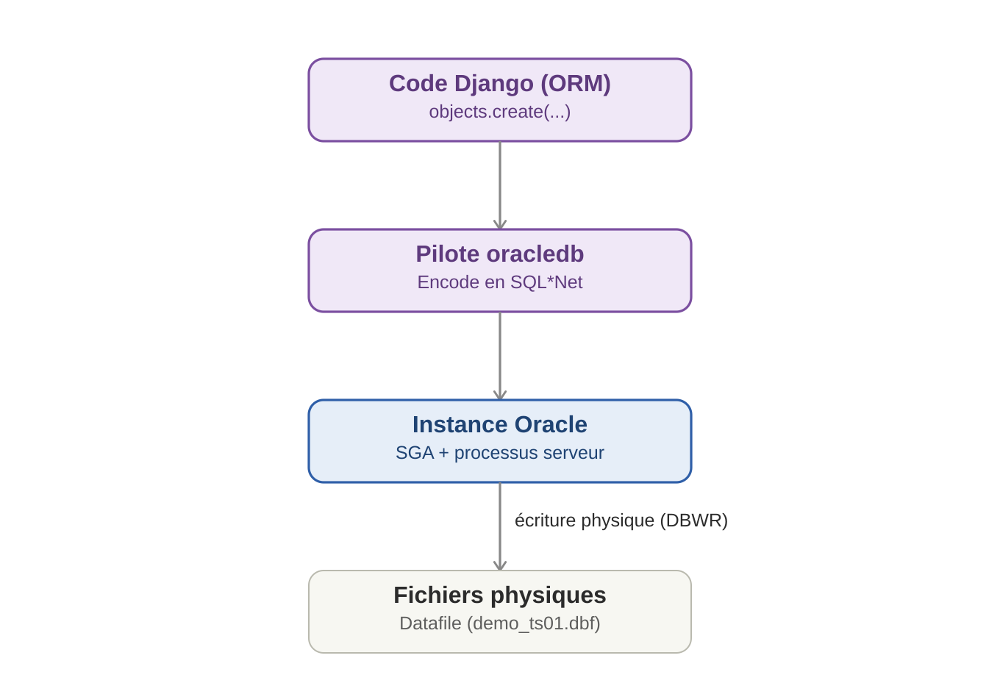 Code Django (ORM)
objects.create(...)
Pilote oracledb
Encode en SQL*Net
Instance Oracle
SGA + processus serveur
écriture physique (DBWR)
Fichiers physiques
Datafile (demo_ts01.dbf)